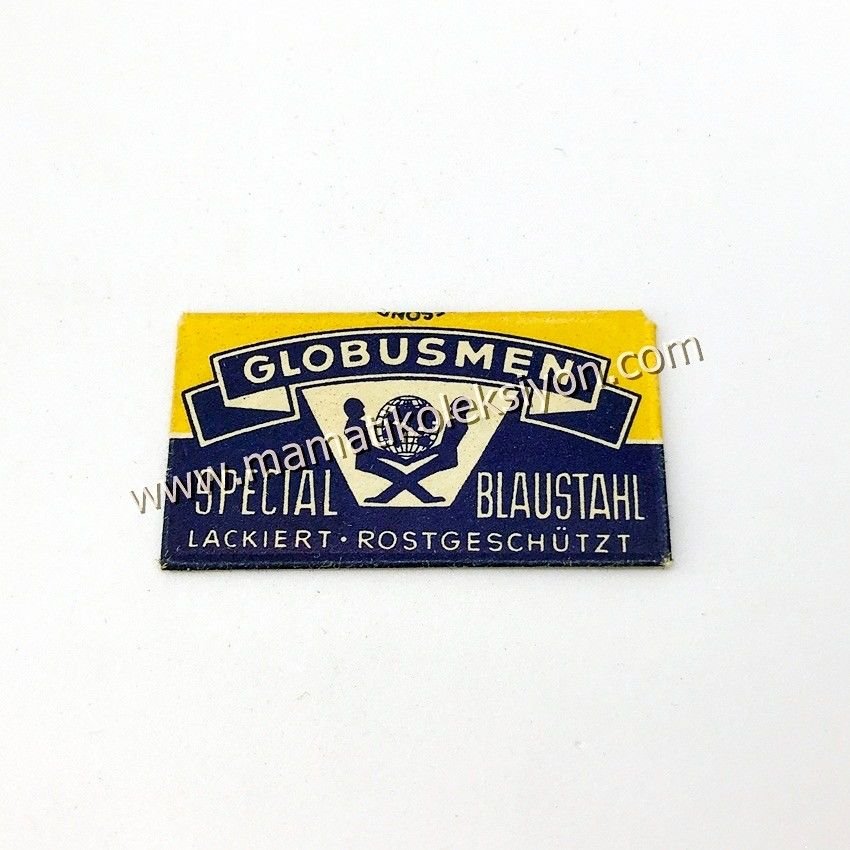 GLOBUSMEN
www.mamatikoleksiyon.com
SPECIAL BLAUSTAHL
LACKIERT · ROSTGESCHÜTZT